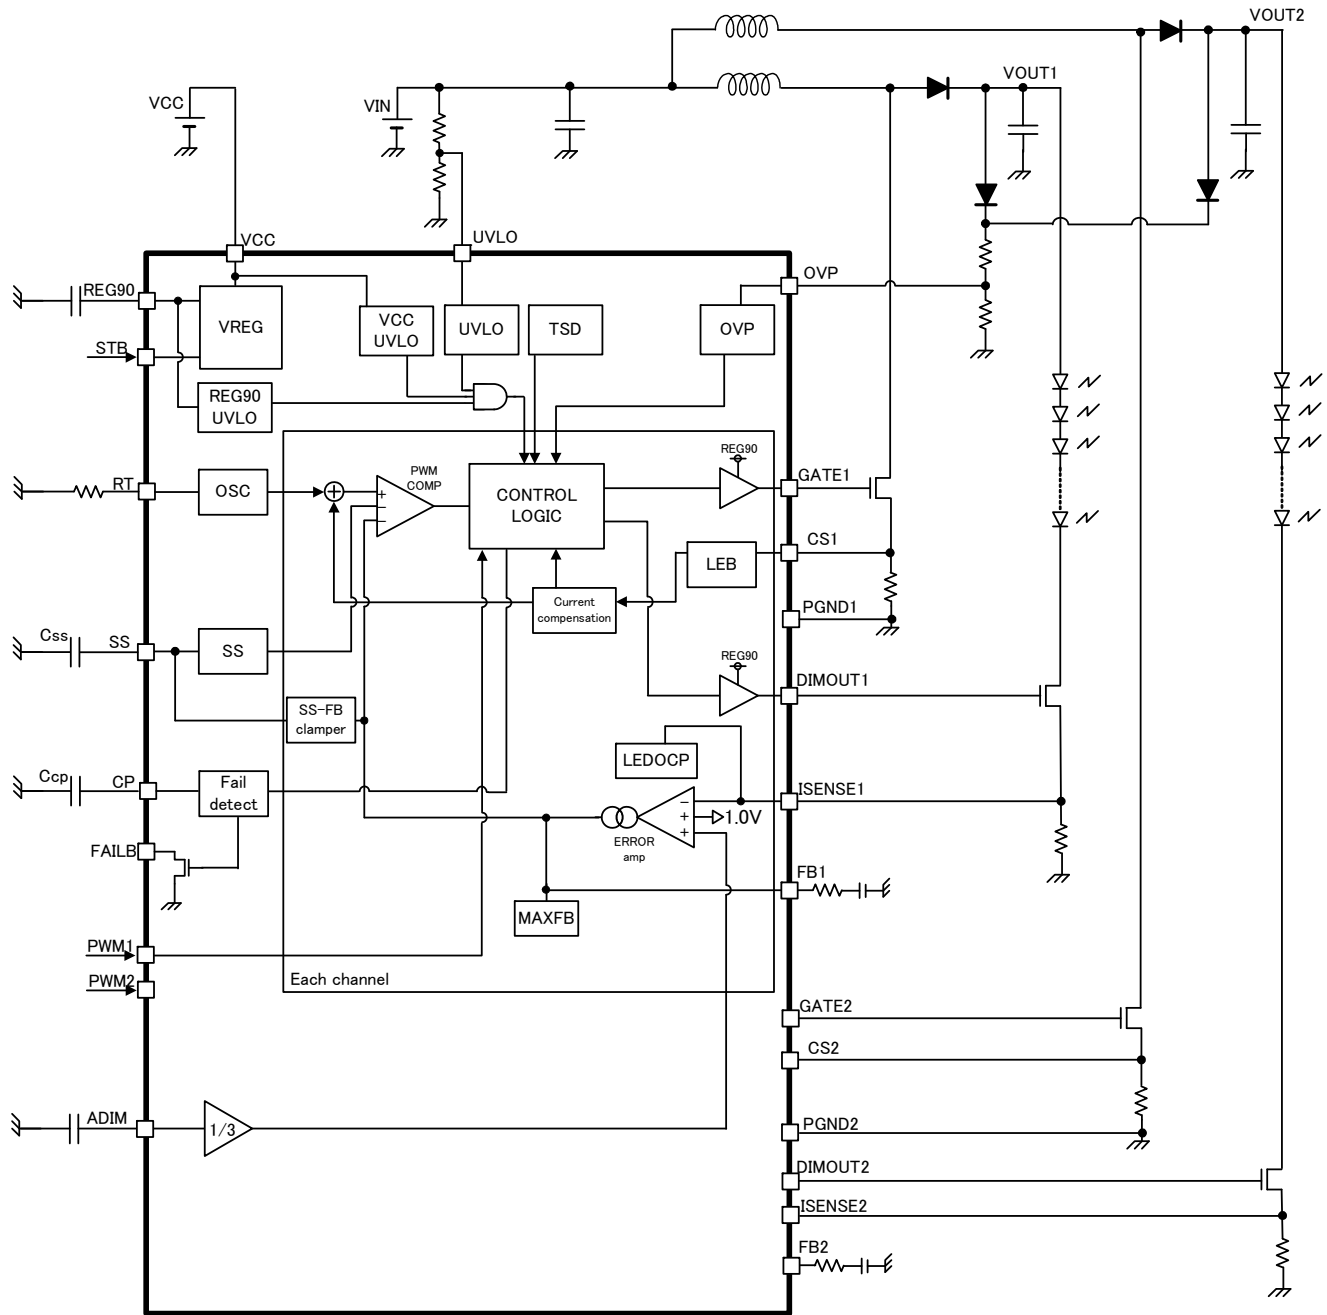 VOUT2
VOUT1
VCC
VIN
VCC
UVLO
REG90
OVP
VREG
VCC
UVLO
UVLO
TSD
OVP
STB
REG90
UVLO
REG90
PWM
COMP
RT
OSC
+
−
−
CONTROL
LOGIC
GATE1
CS1
LEB
Current
compensation
PGND1
Css
SS
SS
REG90
DIMOUT1
SS-FB
clamper
LEDOCP
Ccp
CP
Fail
detect
ISENSE1
−
+
+
1.0V
ERROR
amp
FAILB
FB1
MAXFB
PWM1
Each channel
PWM2
GATE2
CS2
ADIM
1/3
PGND2
DIMOUT2
ISENSE2
FB2